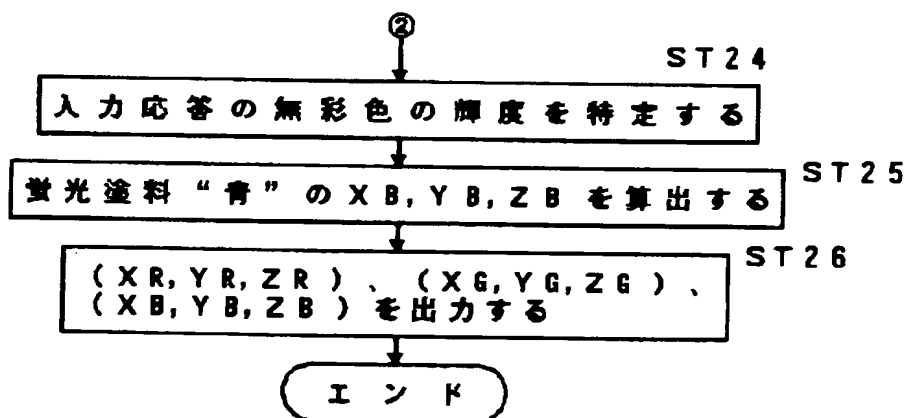 ②
ST24
入力応答の無彩色の輝度を特定する
ST25
蛍光塗料“青”のXB,YB,ZBを算出する
ST26
(XR,YR,ZR)、(XG,YG,ZG)、
(XB,YB,ZB)を出力する
エンド